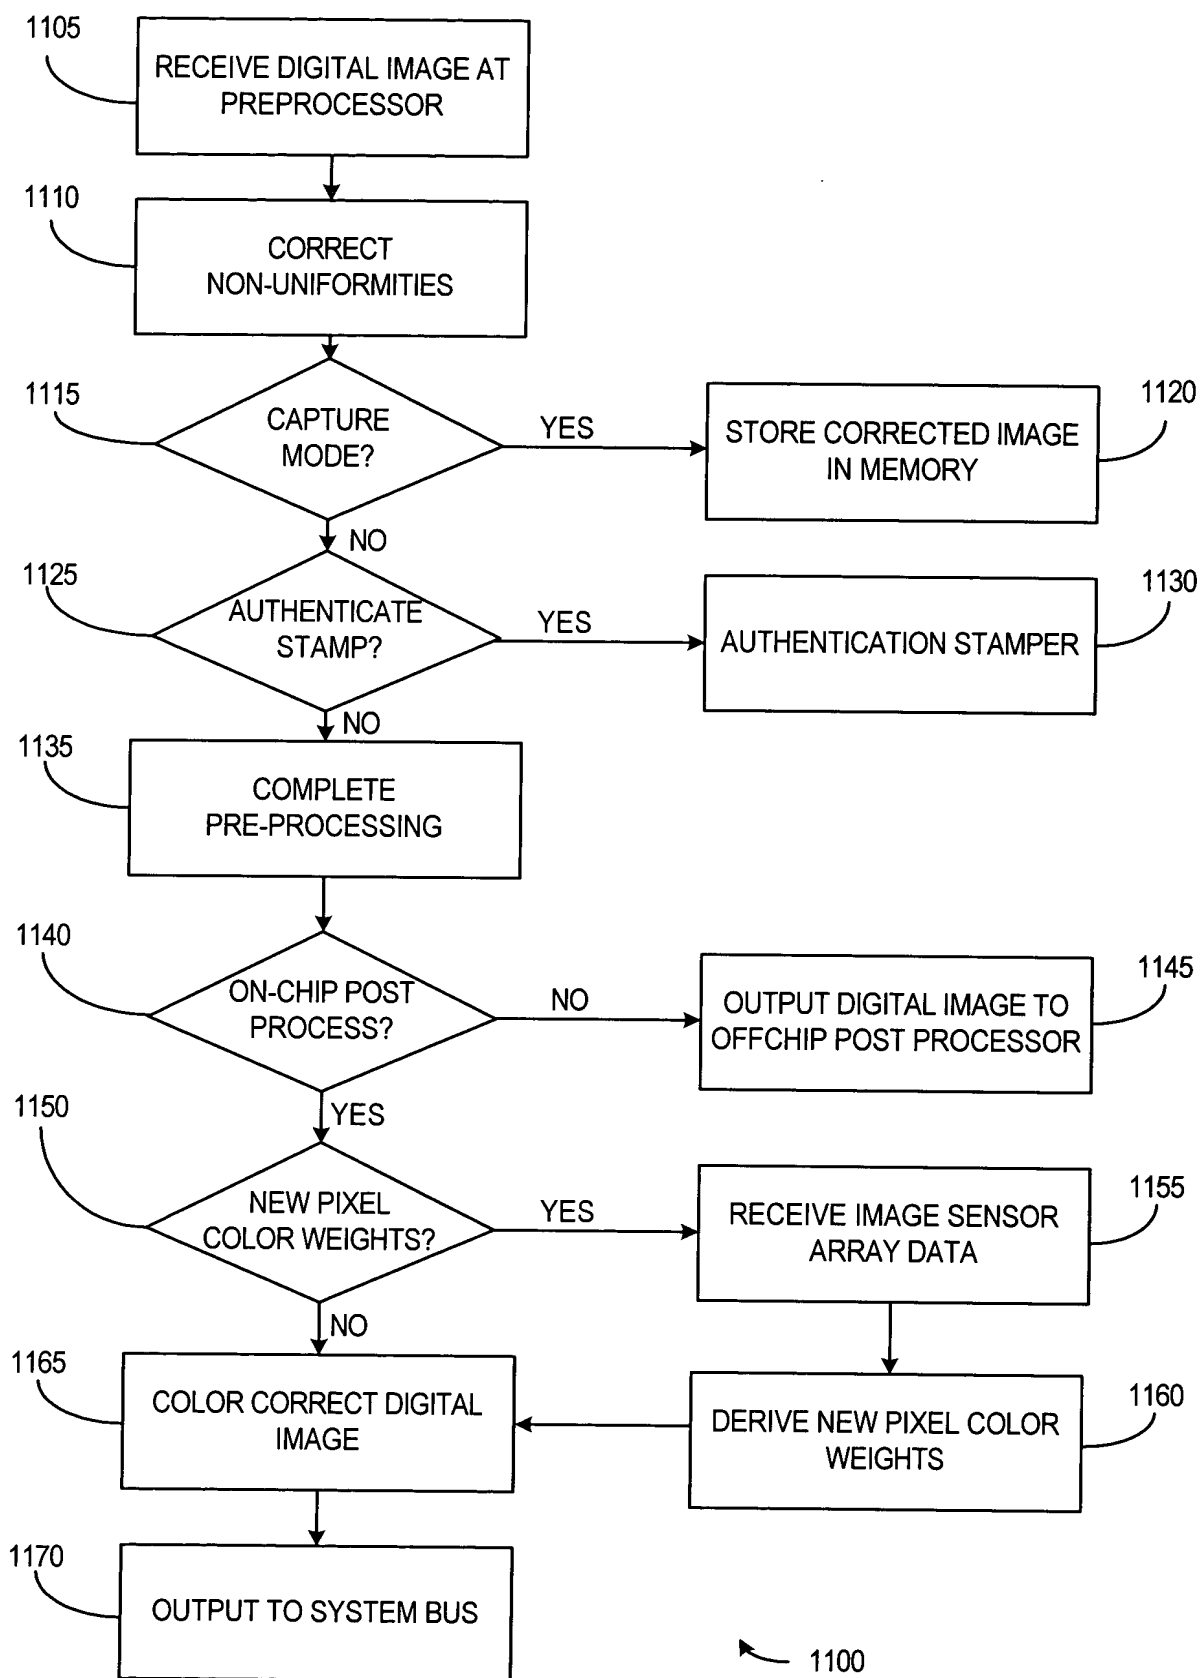 1105
RECEIVE DIGITAL IMAGE AT
PREPROCESSOR
1110
CORRECT
NON-UNIFORMITIES
1115
CAPTURE
MODE?
YES
STORE CORRECTED IMAGE
IN MEMORY
1120
NO
1125
AUTHENTICATE
STAMP?
YES
AUTHENTICATION STAMPER
1130
NO
1135
COMPLETE
PRE-PROCESSING
1140
ON-CHIP POST
PROCESS?
NO
OUTPUT DIGITAL IMAGE TO
OFFCHIP POST PROCESSOR
1145
YES
1150
NEW PIXEL
COLOR WEIGHTS?
YES
RECEIVE IMAGE SENSOR
ARRAY DATA
1155
NO
1165
COLOR CORRECT DIGITAL
IMAGE
DERIVE NEW PIXEL COLOR
WEIGHTS
1160
1170
OUTPUT TO SYSTEM BUS
1100